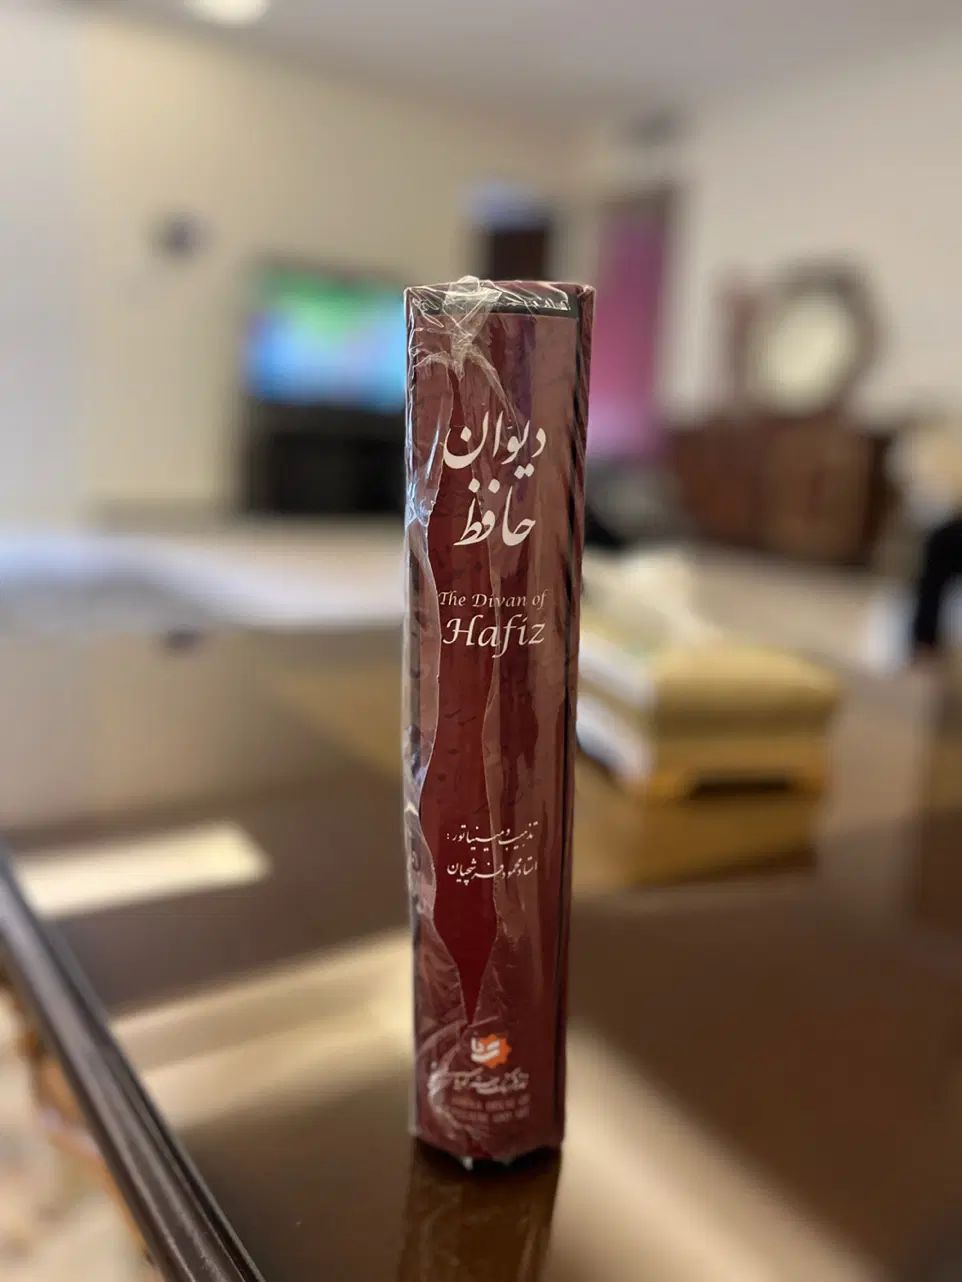 دیوان
حافظ
The Divan of
Hafiz
تذهیب و مینیاتور :
استاد محمود فرشچیان